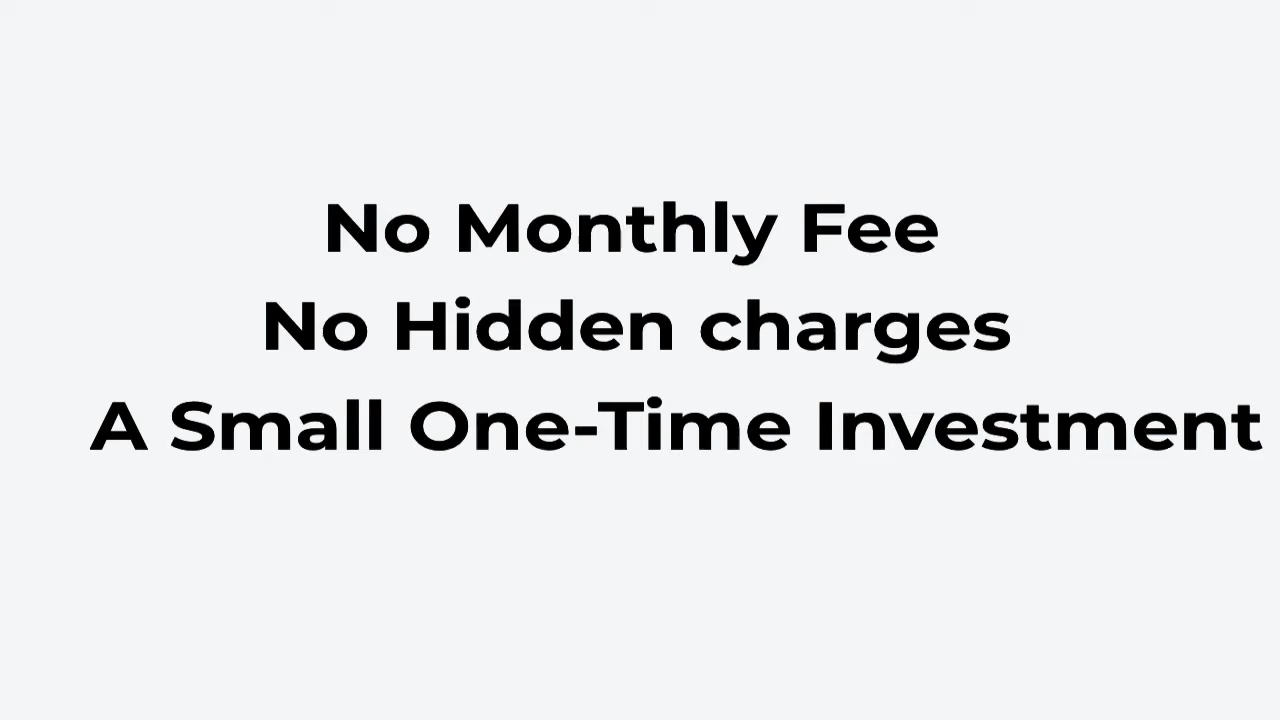 No Monthly Fee
No Hidden charges
A Small One-Time Investment